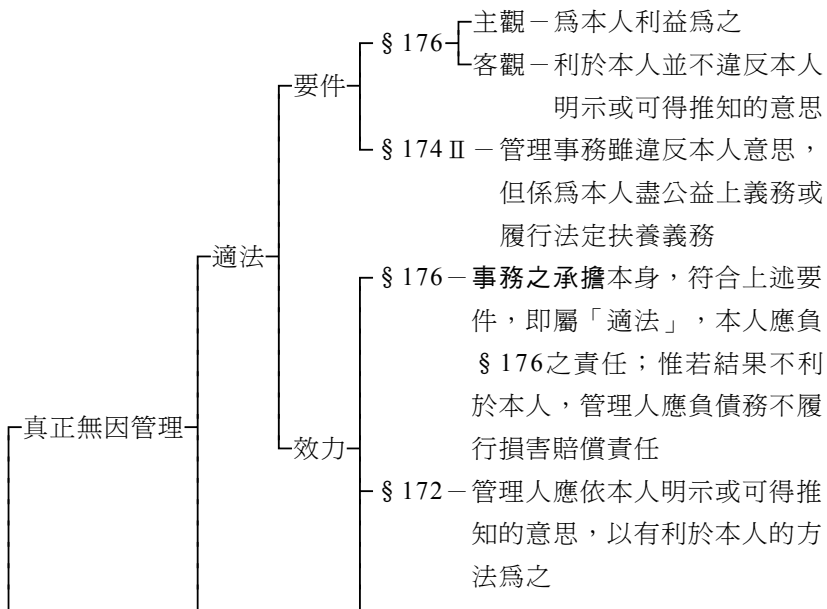 主觀－爲本人利益爲之
§176
客觀－利於本人並不違反本人
明示或可得推知的意思
要件
§174Ⅱ－管理事務雖違反本人意思，
但係爲本人盡公益上義務或
履行法定扶養義務
適法
§176－事務之承擔本身，符合上述要
件，即屬「適法」，本人應負
§176之責任；惟若結果不利
於本人，管理人應負債務不履
行損害賠償責任
真正無因管理
效力
§172－管理人應依本人明示或可得推
知的意思，以有利於本人的方
法爲之